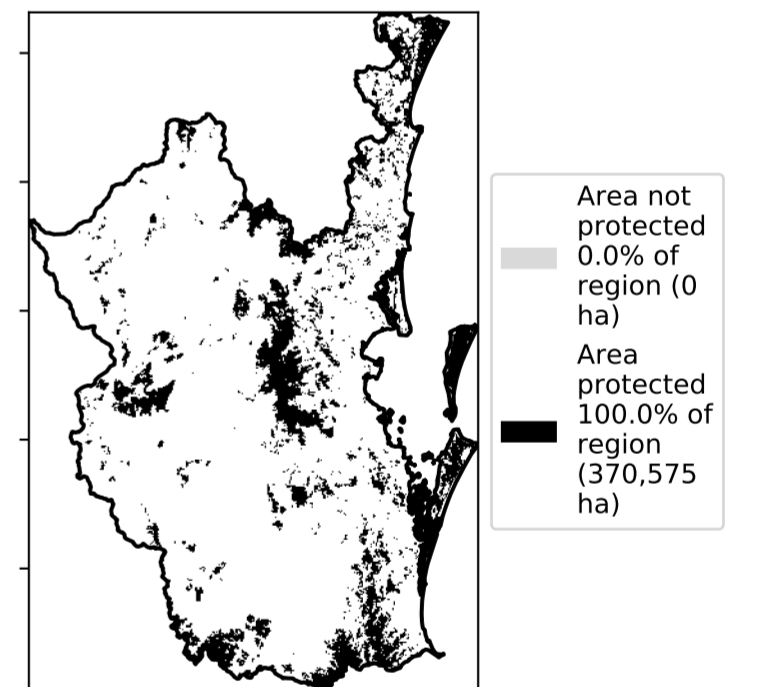 Area not
protected
0.0% of
region (0
ha)
Area
protected
100.0% of
region
(370,575
ha)